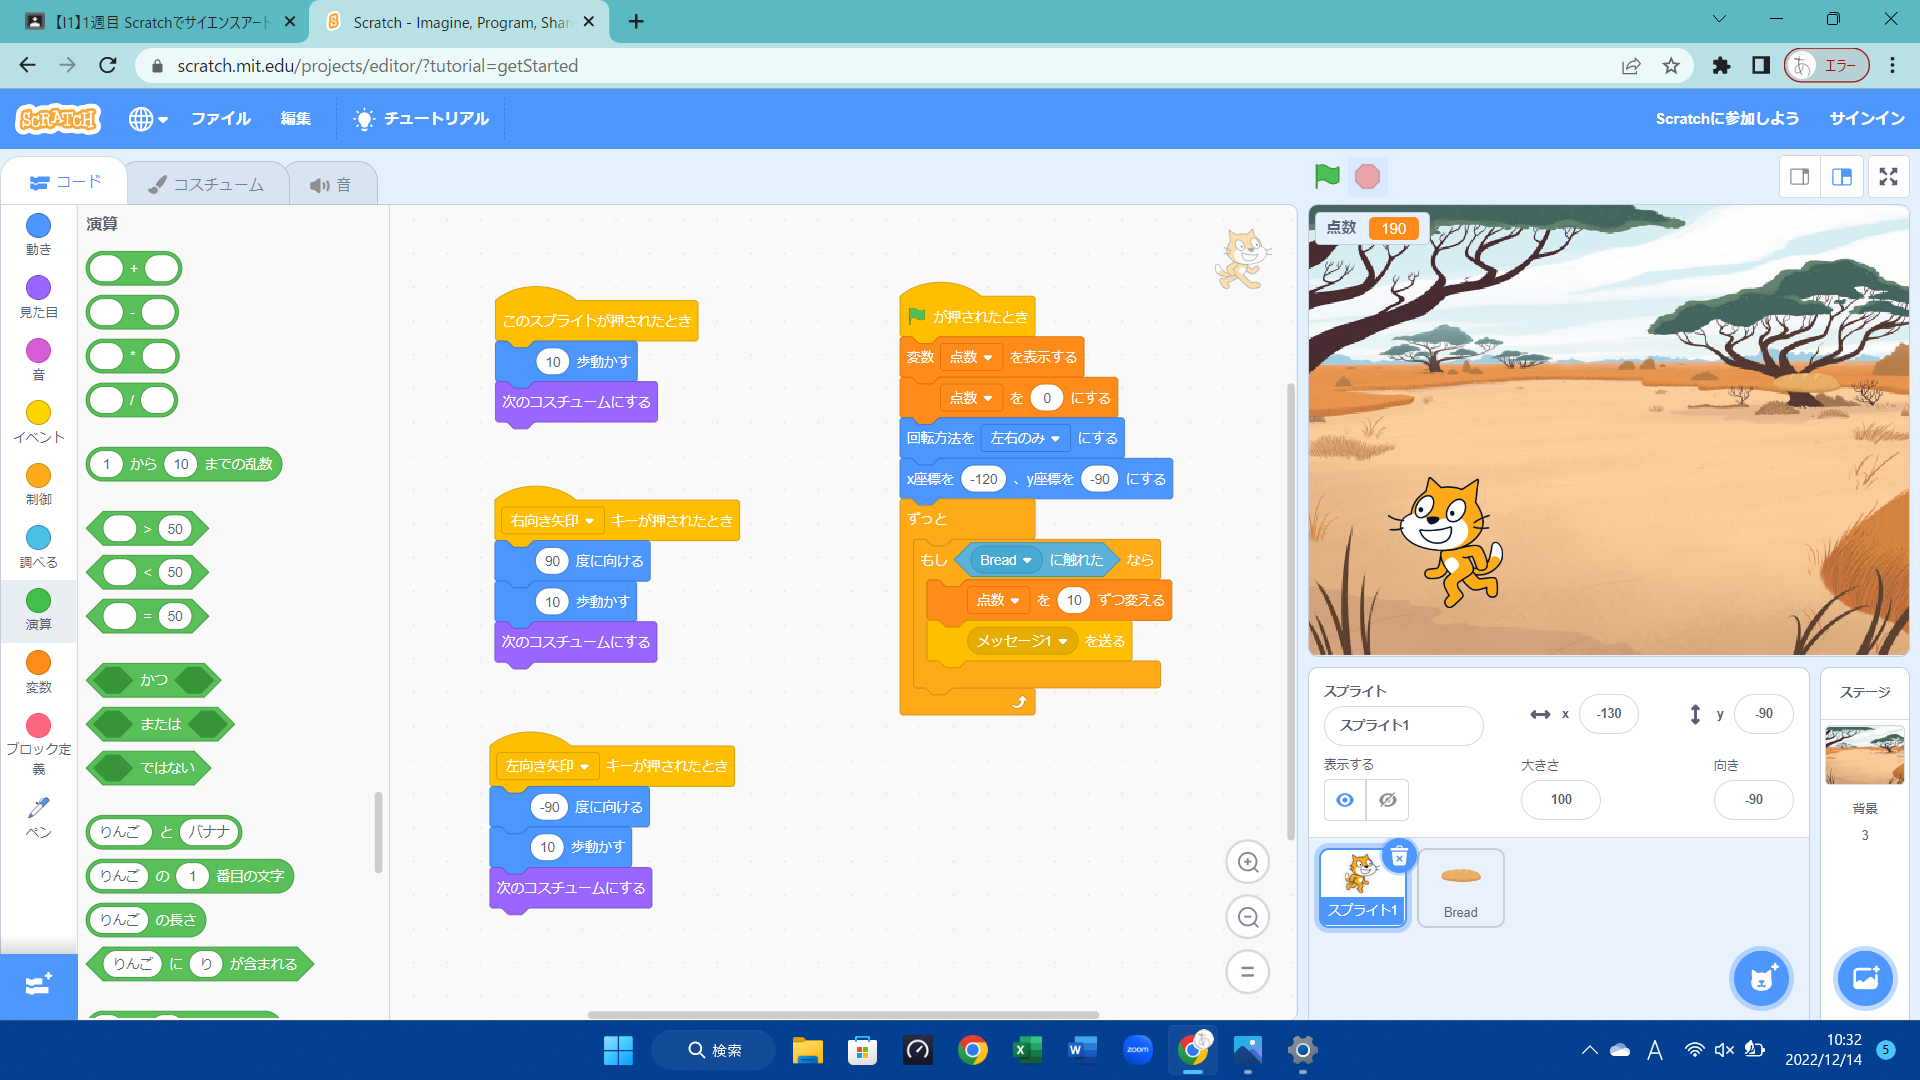 【I1】1週目 Scratchでサイエンスアート
Scratch - Imagine, Program, Shar
scratch.mit.edu/projects/editor/?tutorial=getStarted
あ エラー
SCRATCH
ファイル
編集
チュートリアル
Scratchに参加しよう
サインイン
コード
コスチューム
音
動き
見た目
音
イベント
制御
調べる
演算
変数
ブロック定
義
ペン
演算
+
-
*
/
1 から 10 までの乱数
> 50
< 50
= 50
かつ
または
ではない
りんご と バナナ
りんご の 1 番目の文字
りんご の長さ
りんご に り が含まれる
このスプライトが押されたとき
10 歩動かす
次のコスチュームにする
右向き矢印 キーが押されたとき
90 度に向ける
10 歩動かす
次のコスチュームにする
左向き矢印 キーが押されたとき
-90 度に向ける
10 歩動かす
次のコスチュームにする
が押されたとき
変数 点数 を表示する
点数 を 0 にする
回転方法を 左右のみ にする
x座標を -120 、y座標を -90 にする
ずっと
もし Bread に触れた なら
点数 を 10 ずつ変える
メッセージ1 を送る
点数 190
スプライト
スプライト1
x -130
y -90
表示する
大きさ
100
向き
-90
スプライト1
Bread
ステージ
背景
3
検索
zoom
あ
A
10:32
2022/12/14
5